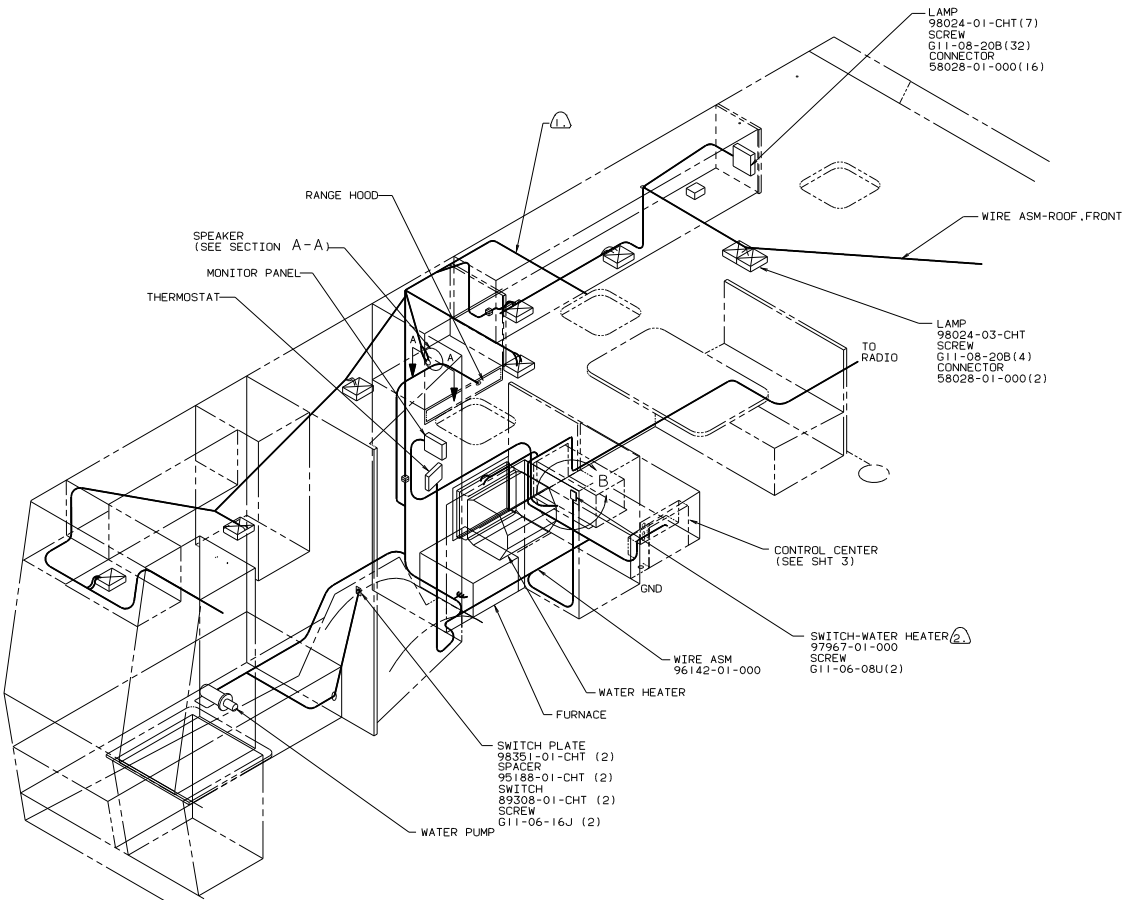 LAMP
98024-01-CHT(7)
SCREW
G11-08-20B(32)
CONNECTOR
58028-01-000(16)
1.
RANGE HOOD
WIRE ASM-ROOF,FRONT
SPEAKER
(SEE SECTION A-A)
MONITOR PANEL
THERMOSTAT
LAMP
98024-03-CHT
SCREW
G11-08-20B(4)
CONNECTOR
58028-01-000(2)
TO
RADIO
A
A
B
CONTROL CENTER
(SEE SHT 3)
GND
SWITCH-WATER HEATER 2.
97967-01-000
SCREW
G11-06-08U(2)
WIRE ASM
96142-01-000
WATER HEATER
FURNACE
SWITCH PLATE
98351-01-CHT (2)
SPACER
95188-01-CHT (2)
SWITCH
89308-01-CHT (2)
SCREW
G11-06-16J (2)
WATER PUMP